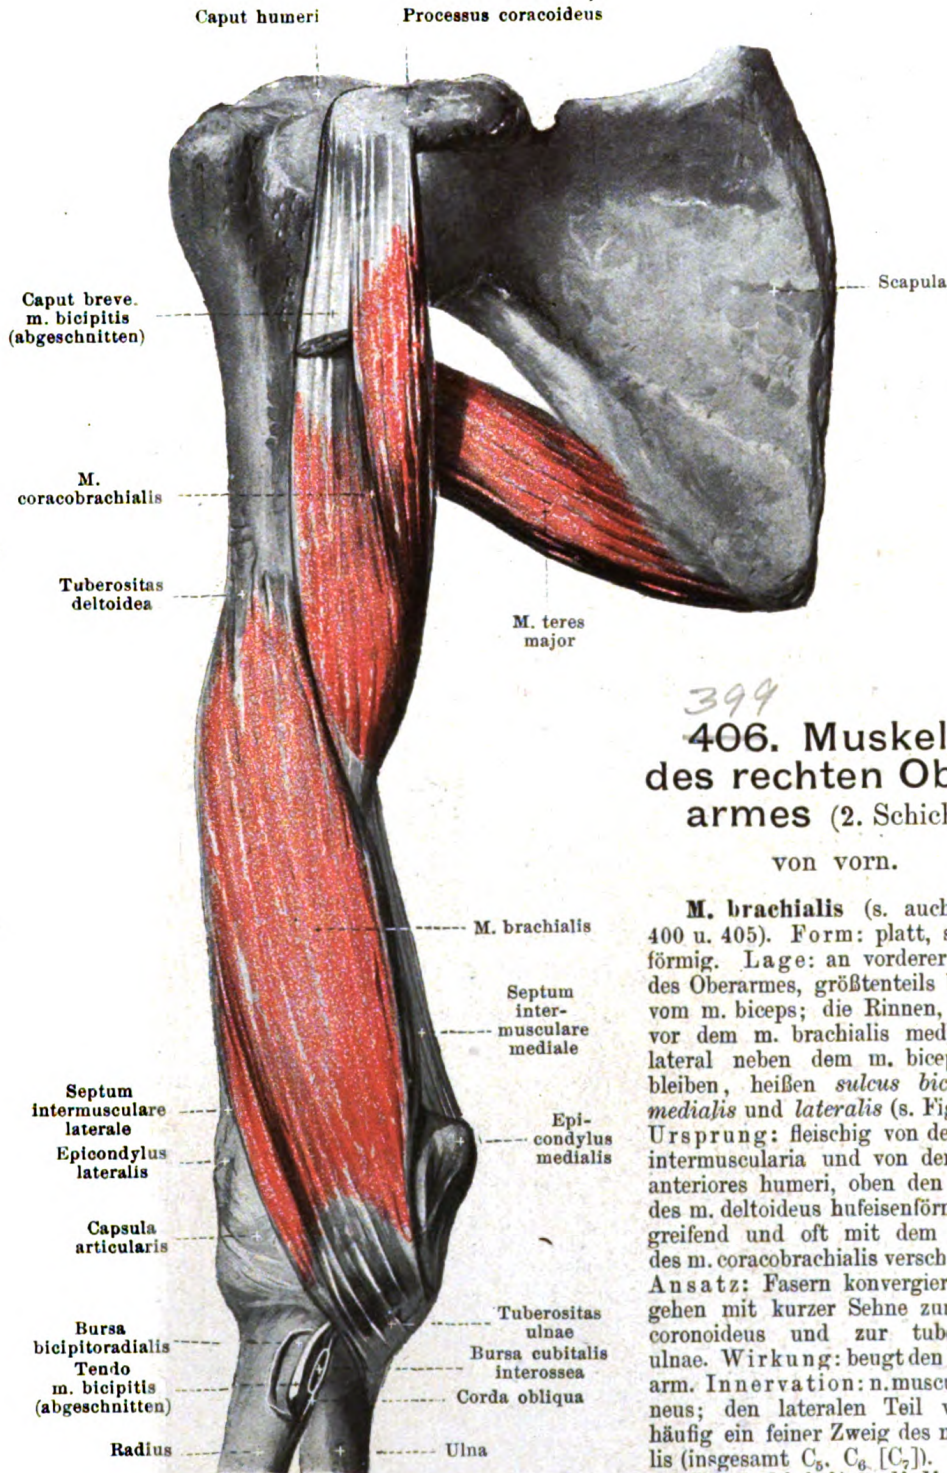 Caput humeri
Processus coracoideus
Scapula
Caput breve.
m. bicipitis
(abgeschnitten)
M.
coracobrachialis
Tuberositas
deltoidea
M. teres
major
399
406. Muskel
des rechten Ob
armes (2. Schich
von vorn.
M. brachialis (s. auch
400 u. 405). Form: platt, s
förmig. Lage: an vorderer
des Oberarmes, größtenteils
vom m. biceps; die Rinnen,
vor dem m. brachialis med
lateral neben dem m. bicep
bleiben, heißen sulcus bic
medialis und lateralis (s. Fig
Ursprung: fleischig von de
intermuscularia und von den
anteriores humeri, oben den
des m. deltoideus hufeisenförm
greifend und oft mit dem
des m. coracobrachialis versch
Ansatz: Fasern konvergier
gehen mit kurzer Sehne zur
coronoideus und zur tube
ulnae. Wirkung: beugt den
arm. Innervation: n. muscu
neus; den lateralen Teil v
häufig ein feiner Zweig des n
lis (insgesamt C₅, C₆ [C₇]).
M. brachialis
Septum
inter-
musculare
mediale
Septum
intermusculare
laterale
Epi-
condylus
medialis
Epicondylus
lateralis
Capsula
articularis
Tuberositas
ulnae
Bursa
bicipitoradialis
Bursa cubitalis
interossea
Tendo
m. bicipitis
(abgeschnitten)
Corda obliqua
Radius
Ulna